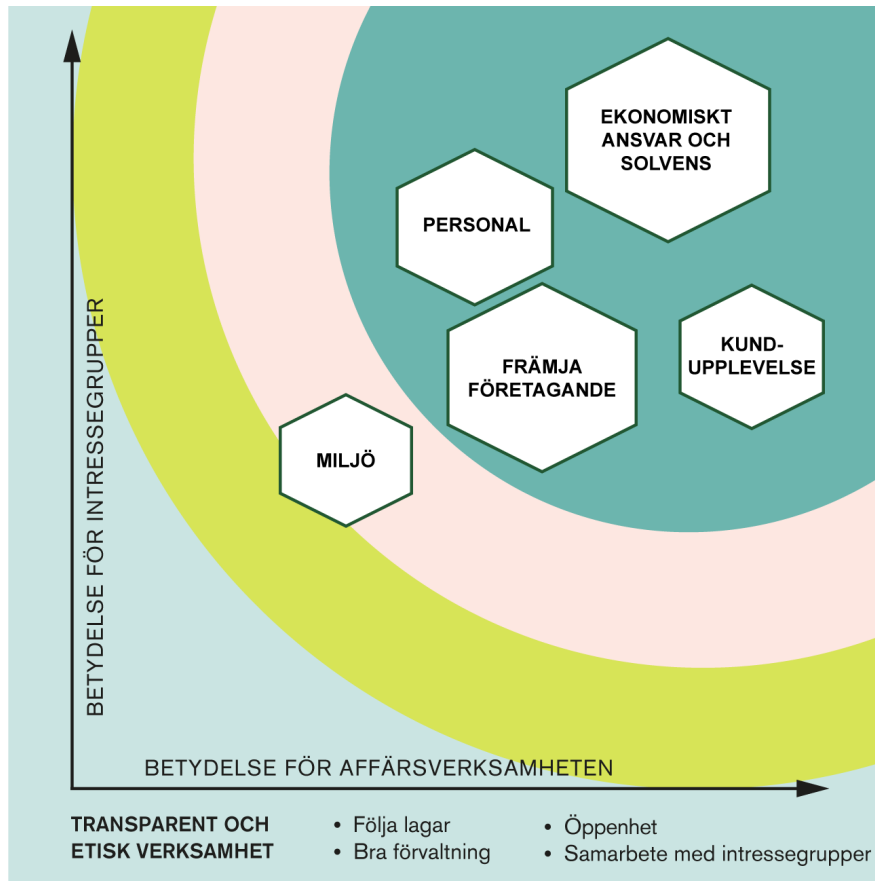 EKONOMISKT
ANSVAR OCH
SOLVENS
PERSONAL
KUND-
UPPLEVELSE
FRÄMJA
FÖRETAGANDE
MILJÖ
BETYDELSE FÖR INTRESSEGRUPPER
BETYDELSE FÖR AFFÄRSVERKSAMHETEN
TRANSPARENT OCH
ETISK VERKSAMHET
• Följa lagar
• Bra förvaltning
• Öppenhet
• Samarbete med intressegrupper